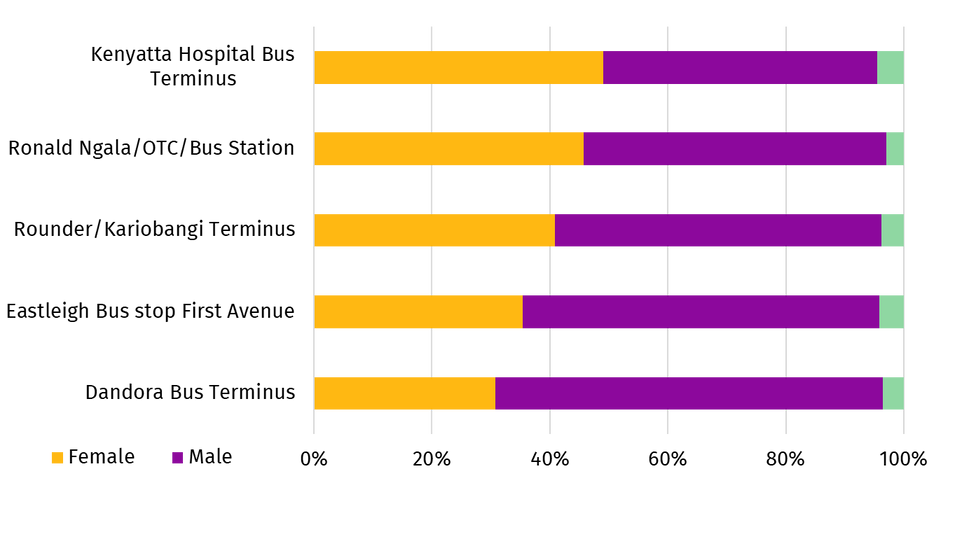 Kenyatta Hospital Bus
Terminus
Ronald Ngala/OTC/Bus Station
Rounder/Kariobangi Terminus
Eastleigh Bus stop First Avenue
Dandora Bus Terminus
Female Male 0% 20% 40% 60% 80% 100%